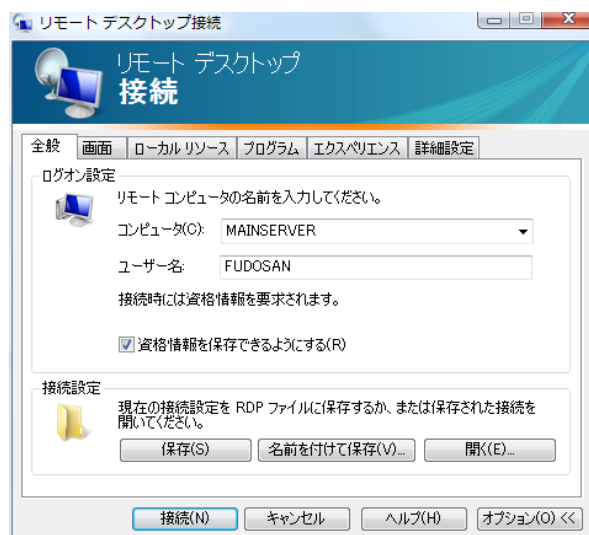 リモート デスクトップ接続
リモート デスクトップ
接続
全般 画面 ローカル リソース プログラム エクスペリエンス 詳細設定
ログオン設定
リモート コンピュータの名前を入力してください。
コンピュータ(C): MAINSERVER
ユーザー名: FUDOSAN
接続時には資格情報を要求されます。
資格情報を保存できるようにする(R)
接続設定
現在の接続設定を RDP ファイルに保存するか、または保存された接続を
開いてください。
保存(S) 名前を付けて保存(V)... 開く(E)...
接続(N) キャンセル ヘルプ(H) オプション(O) <<